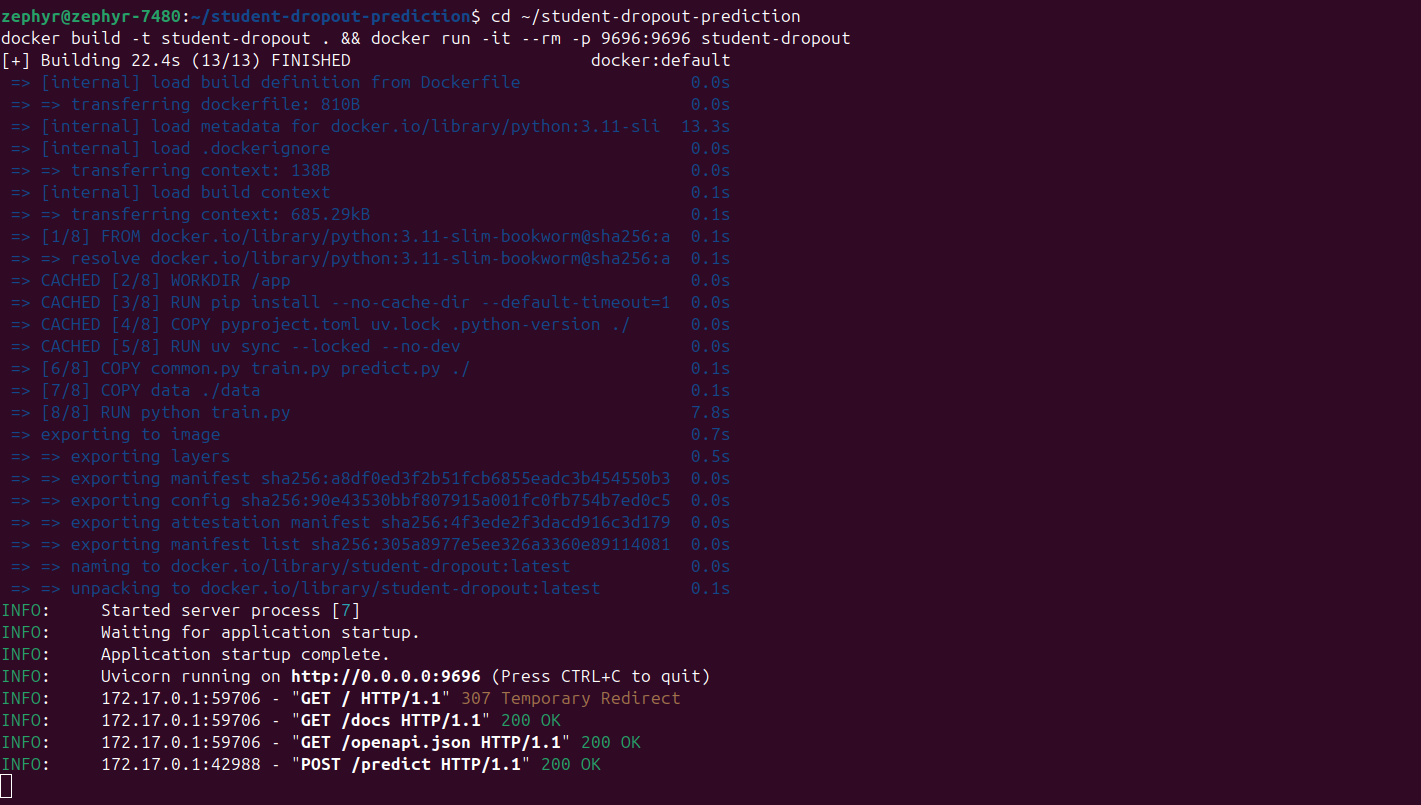 zephyr@zephyr-7480:~/student-dropout-prediction$ cd ~/student-dropout-prediction
docker build -t student-dropout . && docker run -it --rm -p 9696:9696 student-dropout
[+] Building 22.4s (13/13) FINISHED docker:default
=> [internal] load build definition from Dockerfile 0.0s
=> => transferring dockerfile: 810B 0.0s
=> [internal] load metadata for docker.io/library/python:3.11-sli 13.3s
=> [internal] load .dockerignore 0.0s
=> => transferring context: 138B 0.0s
=> [internal] load build context 0.1s
=> => transferring context: 685.29kB 0.1s
=> [1/8] FROM docker.io/library/python:3.11-slim-bookworm@sha256:a 0.1s
=> => resolve docker.io/library/python:3.11-slim-bookworm@sha256:a 0.1s
=> CACHED [2/8] WORKDIR /app 0.0s
=> CACHED [3/8] RUN pip install --no-cache-dir --default-timeout=1 0.0s
=> CACHED [4/8] COPY pyproject.toml uv.lock .python-version ./ 0.0s
=> CACHED [5/8] RUN uv sync --locked --no-dev 0.0s
=> [6/8] COPY common.py train.py predict.py ./ 0.1s
=> [7/8] COPY data ./data 0.1s
=> [8/8] RUN python train.py 7.8s
=> exporting to image 0.7s
=> => exporting layers 0.5s
=> => exporting manifest sha256:a8df0ed3f2b51fcb6855eadc3b454550b3 0.0s
=> => exporting config sha256:90e43530bbf807915a001fc0fb754b7ed0c5 0.0s
=> => exporting attestation manifest sha256:4f3ede2f3dacd916c3d179 0.0s
=> => exporting manifest list sha256:305a8977e5ee326a3360e89114081 0.0s
=> => naming to docker.io/library/student-dropout:latest 0.0s
=> => unpacking to docker.io/library/student-dropout:latest 0.1s
INFO: Started server process [7]
INFO: Waiting for application startup.
INFO: Application startup complete.
INFO: Uvicorn running on http://0.0.0.0:9696 (Press CTRL+C to quit)
INFO: 172.17.0.1:59706 - "GET / HTTP/1.1" 307 Temporary Redirect
INFO: 172.17.0.1:59706 - "GET /docs HTTP/1.1" 200 OK
INFO: 172.17.0.1:59706 - "GET /openapi.json HTTP/1.1" 200 OK
INFO: 172.17.0.1:42988 - "POST /predict HTTP/1.1" 200 OK